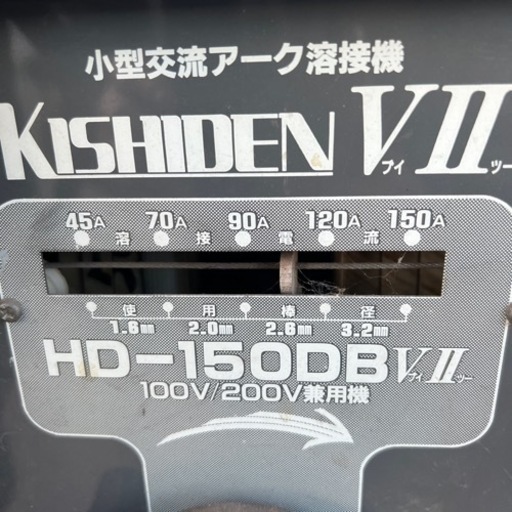 小型交流アーク溶接機
KISHIDEN VII
ブイ ツー
45A 70A 90A 120A 150A
溶 接 電 流
使 用 棒 径
1.6mm 2.0mm 2.6mm 3.2mm
HD-150DBVII
ブイ ツー
100V/200V兼用機